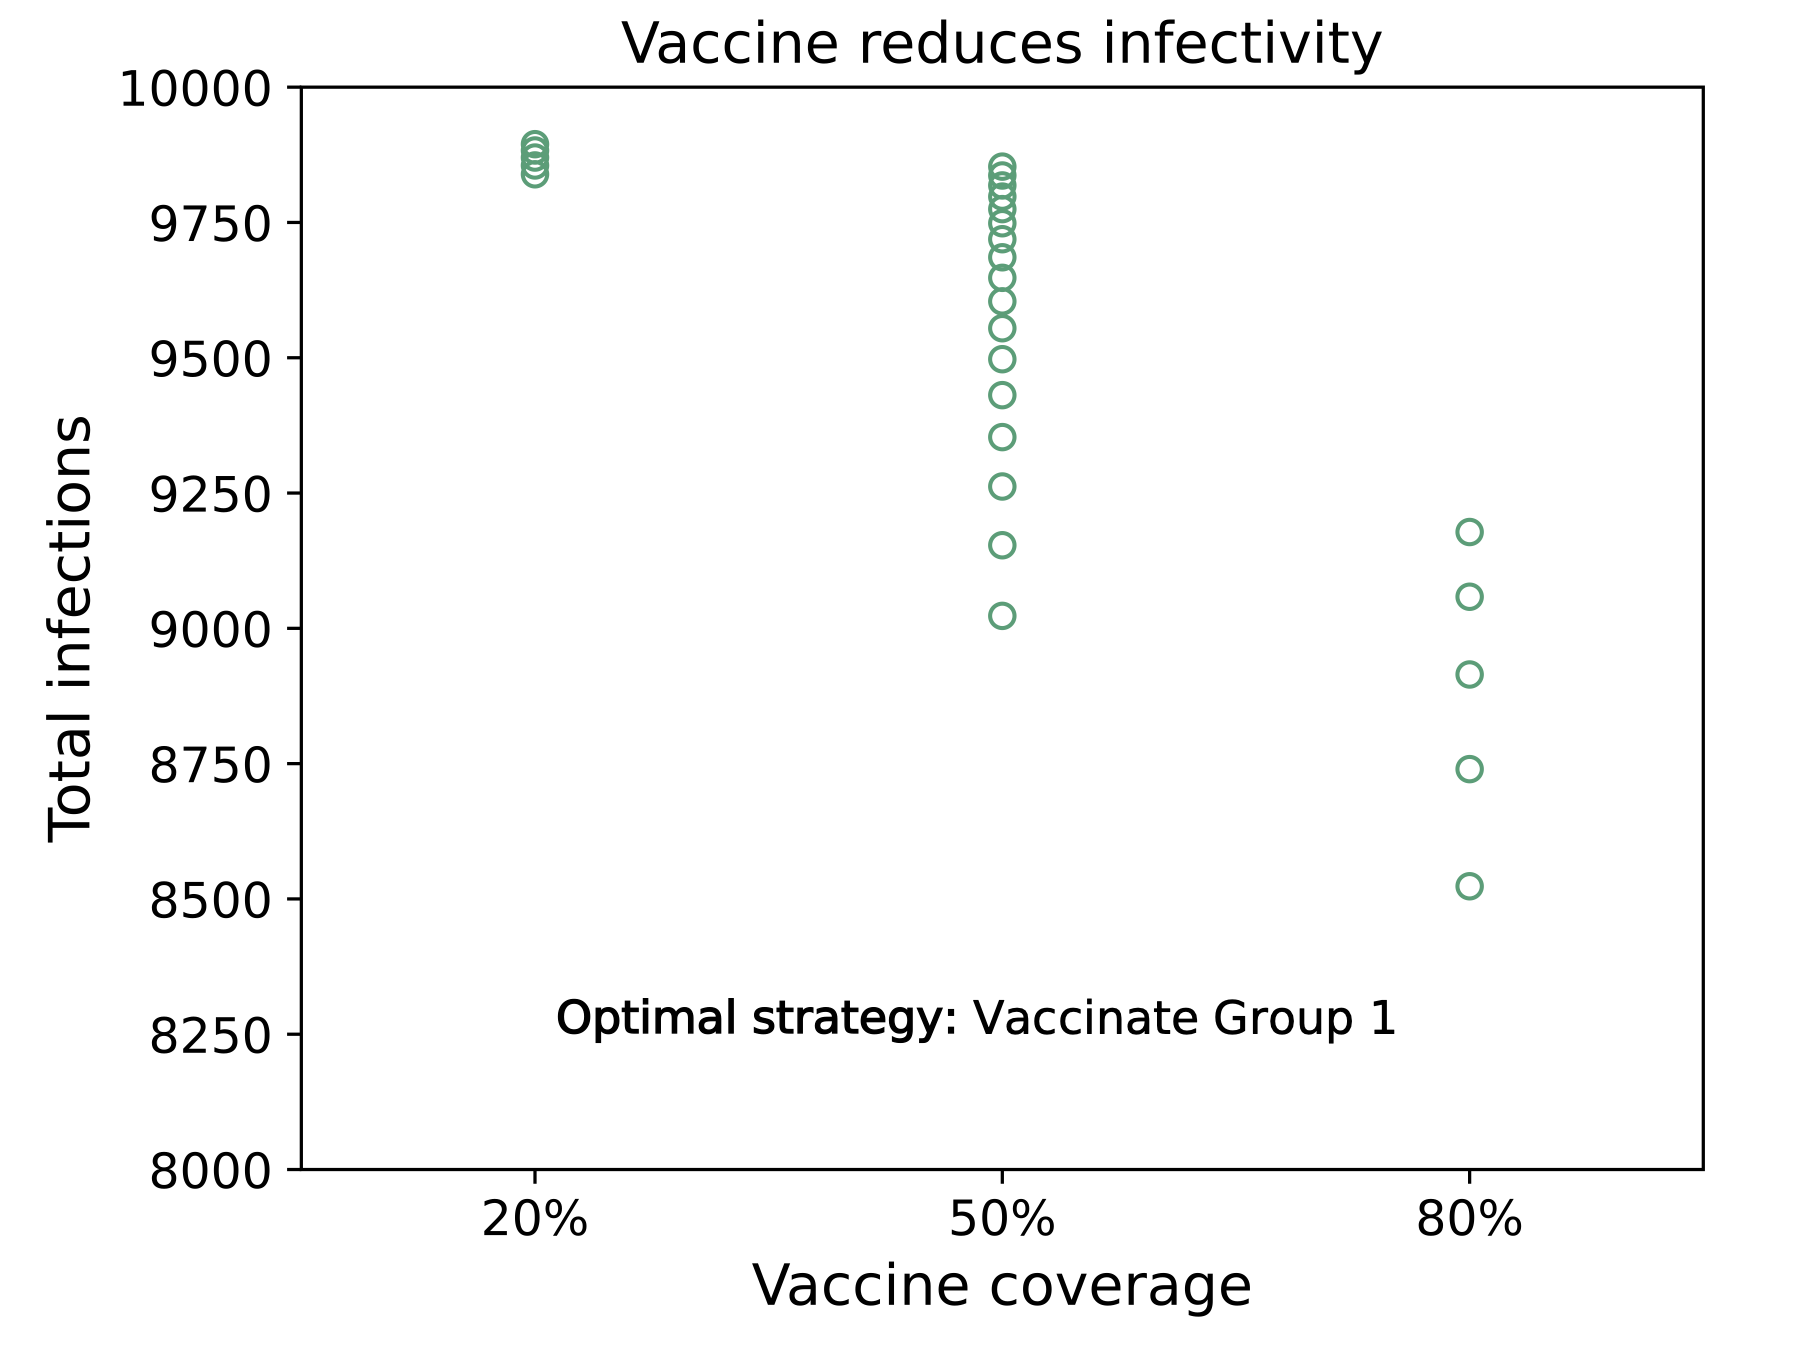 Vaccine reduces infectivity
10000
9750
9500
9250
9000
8750
8500
8250
8000
Total infections
Optimal strategy: Vaccinate Group 1
20% 50% 80%
Vaccine coverage